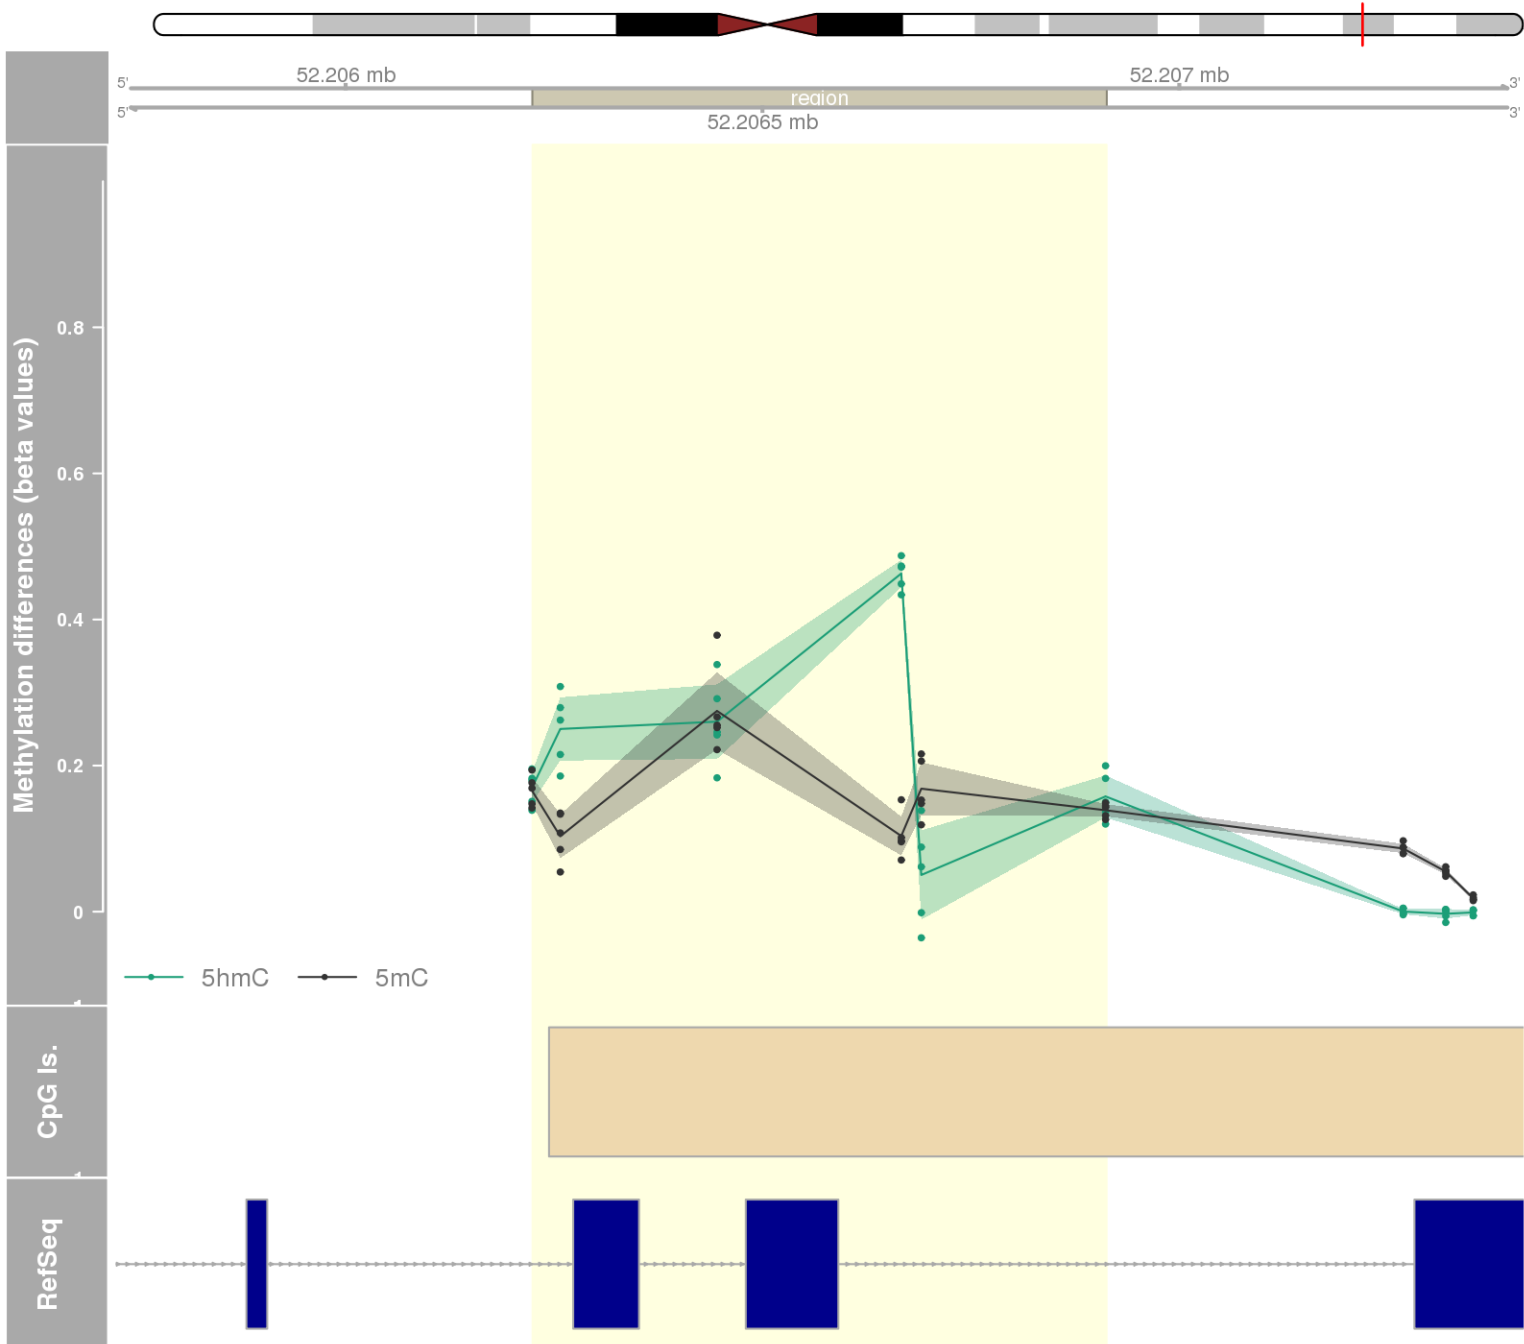 52.206 mb
52.207 mb
5'
3'
region
5'
3'
52.2065 mb
Methylation differences (beta values)
0.8
0.6
0.4
0.2
0
5hmC
5mC
CpG Is.
RefSeq